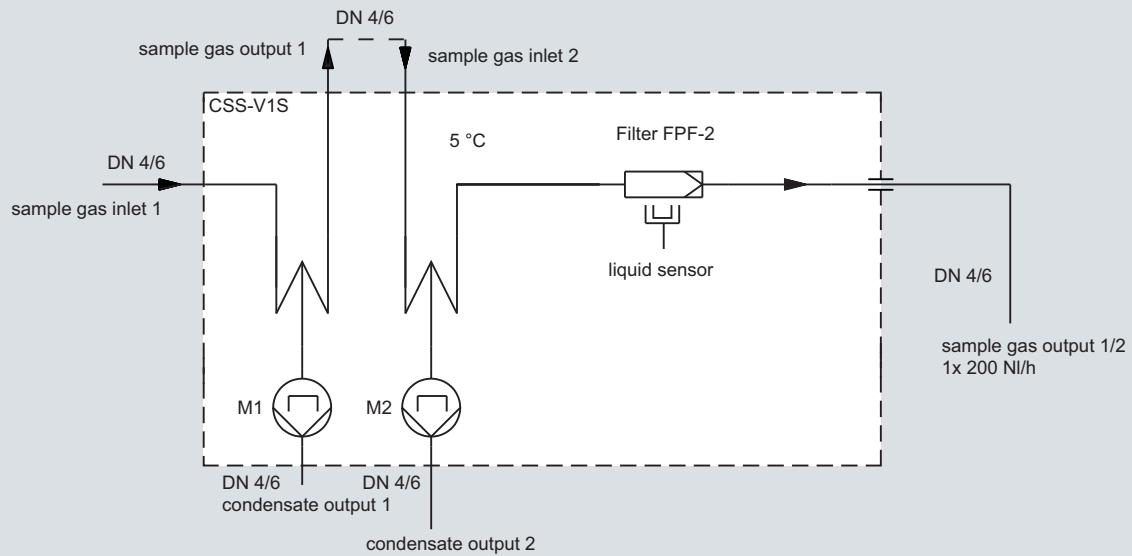 DN 4/6
sample gas output 1
sample gas inlet 2
CSS-V1S
5 °C
Filter FPF-2
DN 4/6
sample gas inlet 1
liquid sensor
DN 4/6
sample gas output 1/2
1x 200 Nl/h
M1
M2
DN 4/6
condensate output 1
DN 4/6
condensate output 2